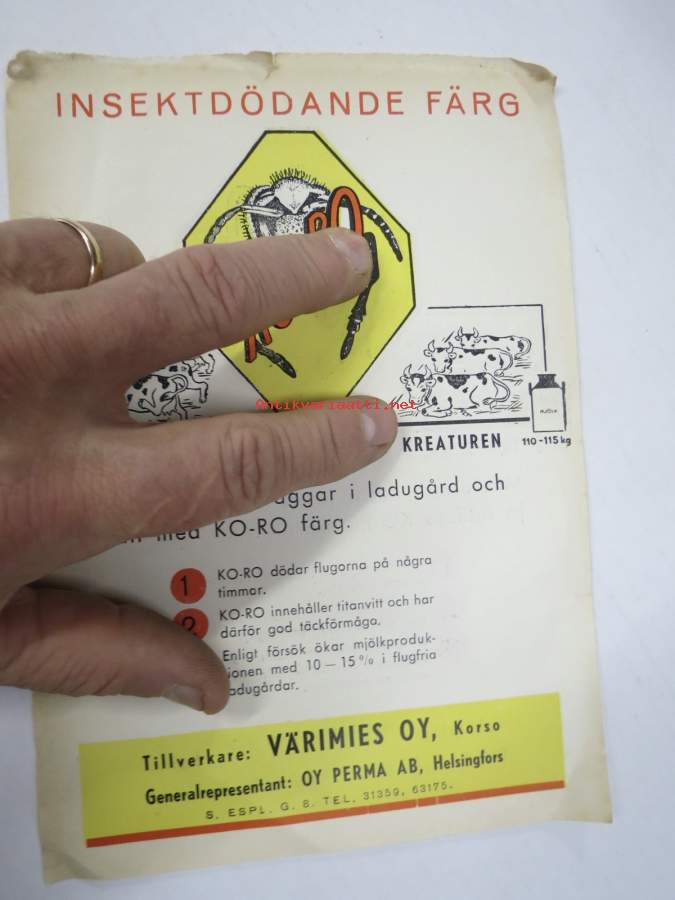 INSEKTDÖDANDE FÄRG
RO
Antikvariaatti.net
KREATUREN
110-115 kg
i ladugård och
med KO-RO färg.
1 KO-RO dödar flugorna på några
timmar.
2 KO-RO innehåller titanvitt och har
därför god täckförmåga.
Enligt försök ökar mjölkproduk-
tionen med 10 — 15 % i flugfria
ladugårdar.
Tillverkare: VÄRIMIES OY, Korso
Generalrepresentant: OY PERMA AB, Helsingfors
S. ESPL. G. 8. TEL. 31359, 63175.